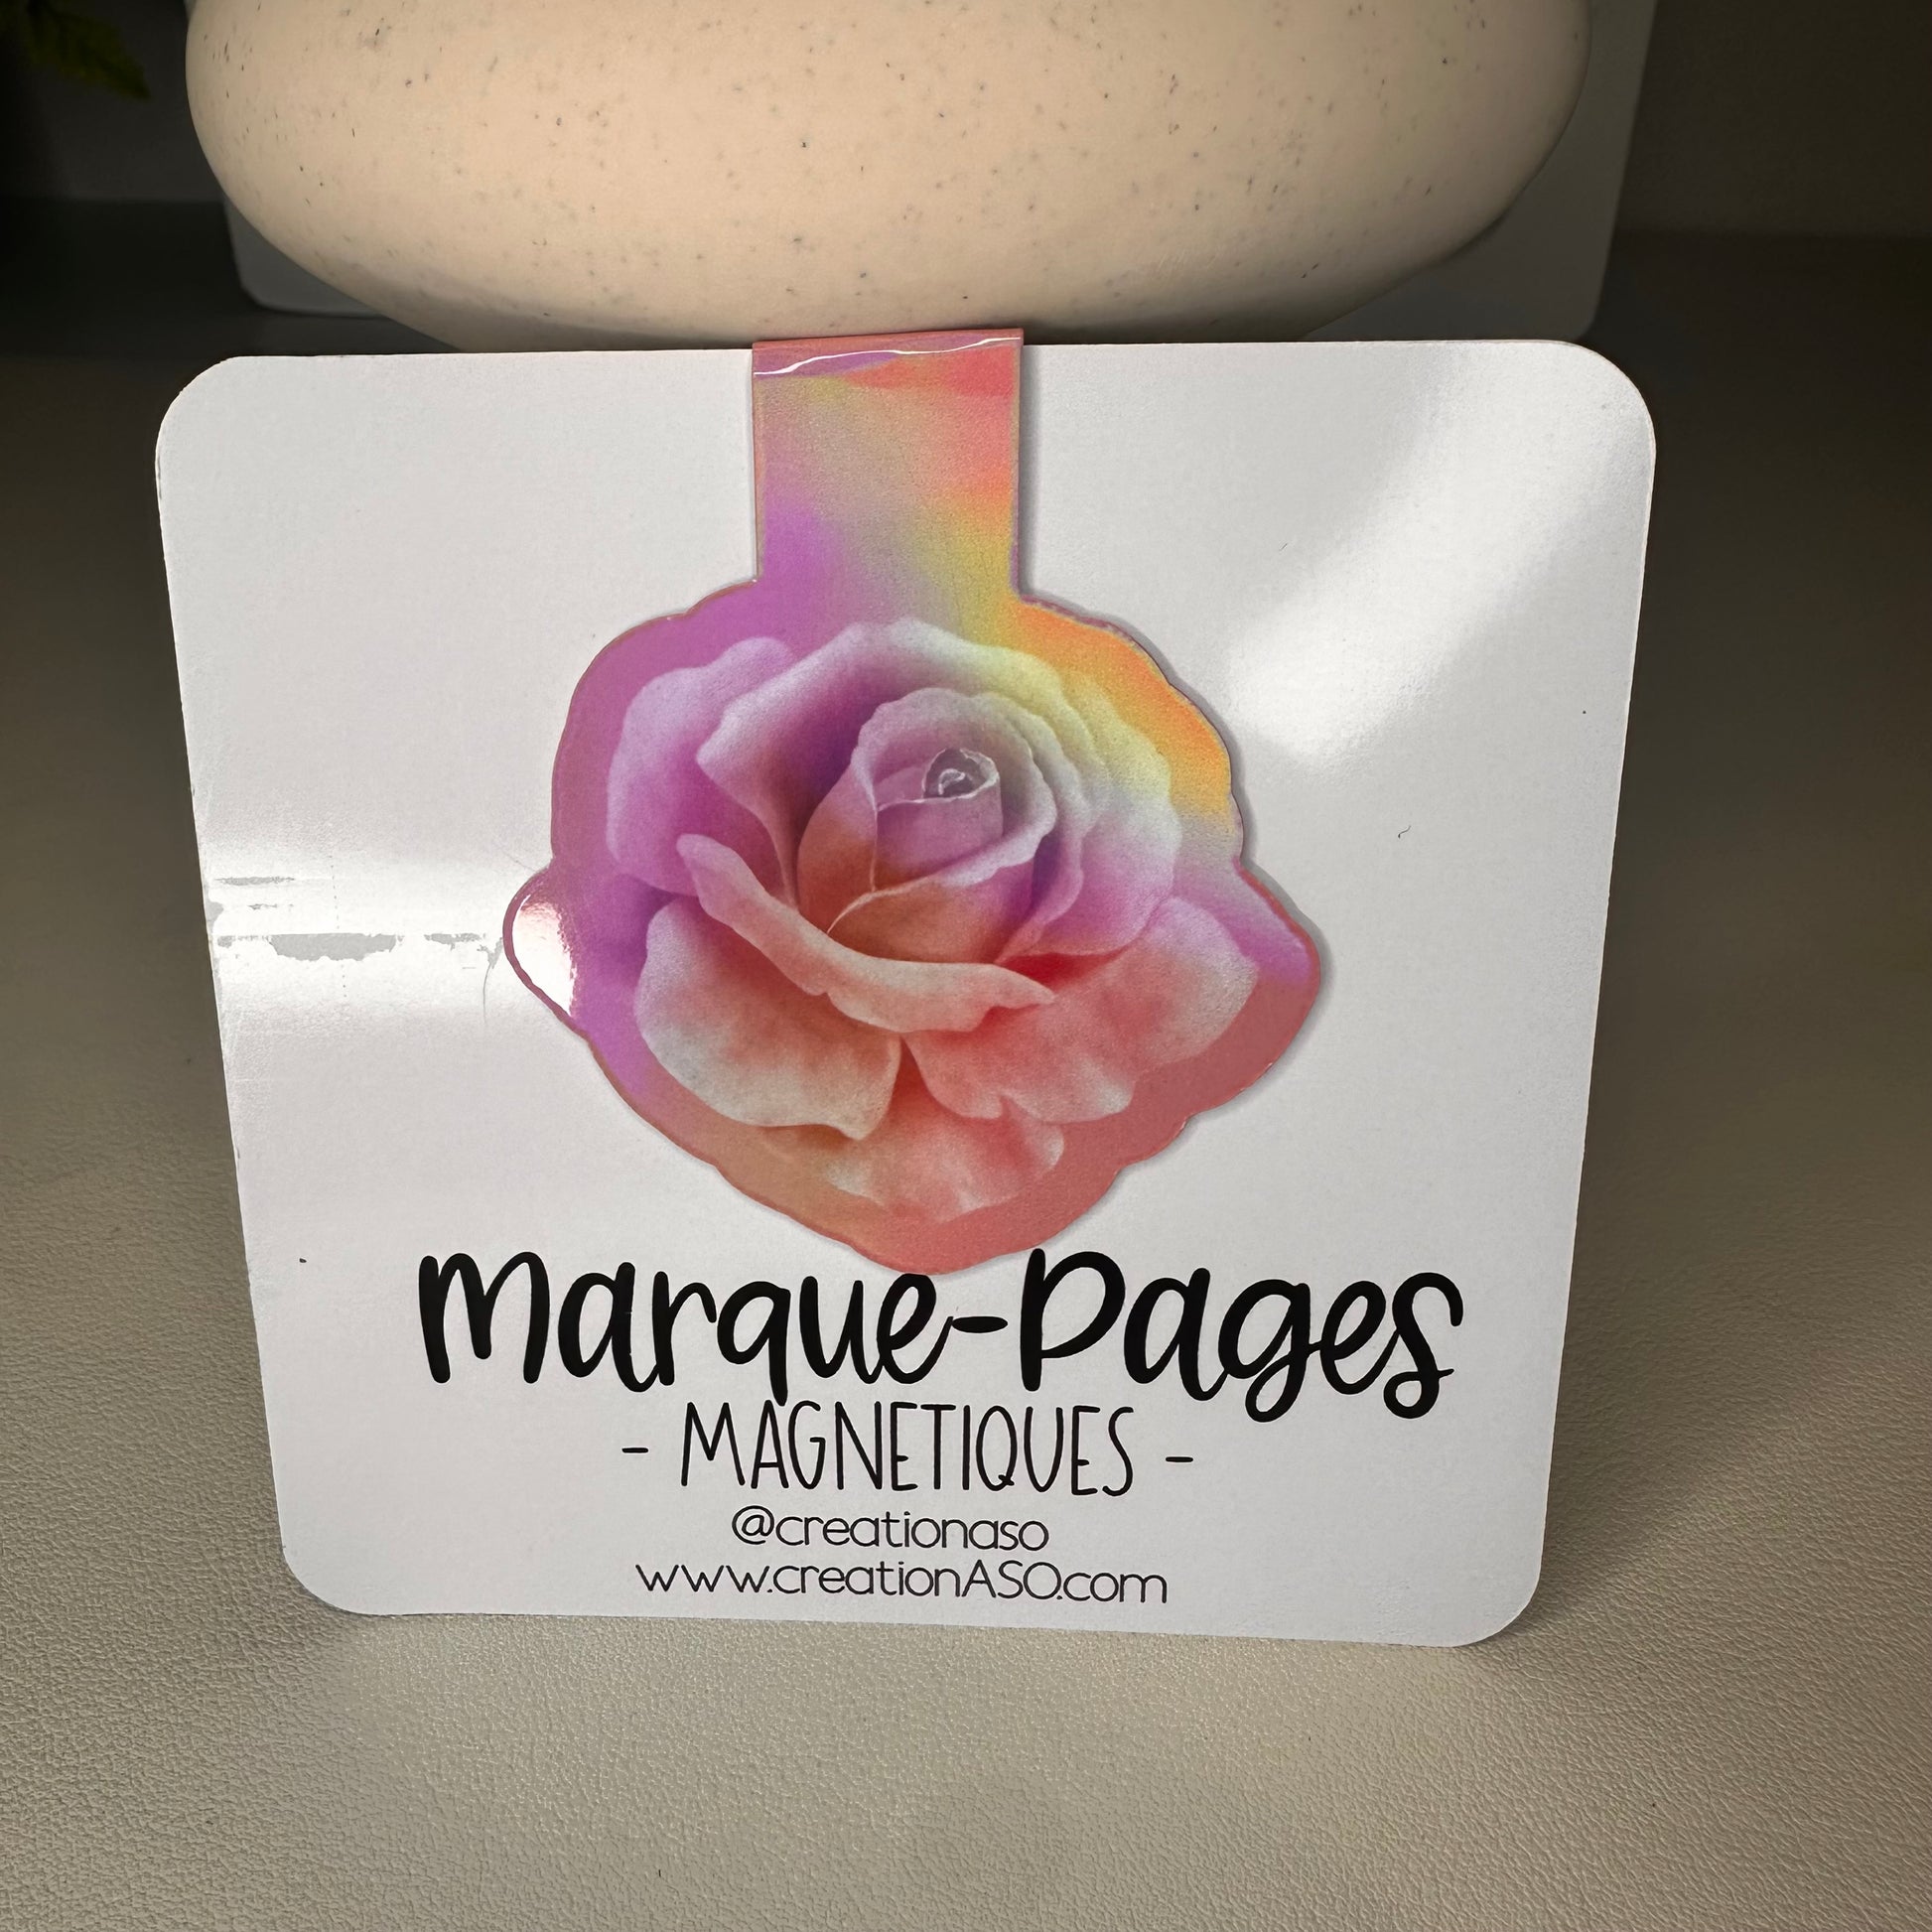 Marque-Pages
- MAGNETIQUES -
@creationaso
www.creationASO.com